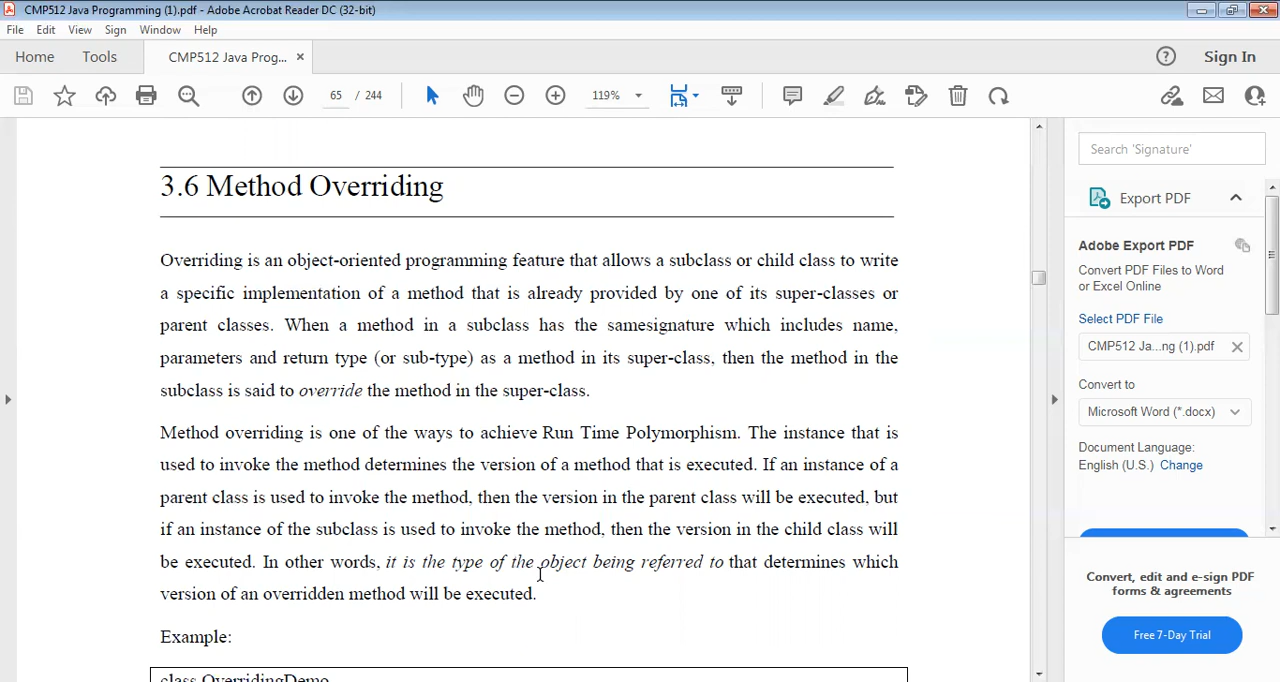 CMP512 Java Programming (1).pdf - Adobe Acrobat Reader DC (32-bit)
File Edit View Sign Window Help
Home Tools CMP512 Java Prog... × Sign In
65 / 244 119%
3.6 Method Overriding
Overriding is an object-oriented programming feature that allows a subclass or child class to write
a specific implementation of a method that is already provided by one of its super-classes or
parent classes. When a method in a subclass has the samesignature which includes name,
parameters and return type (or sub-type) as a method in its super-class, then the method in the
subclass is said to override the method in the super-class.
Method overriding is one of the ways to achieve Run Time Polymorphism. The instance that is
used to invoke the method determines the version of a method that is executed. If an instance of a
parent class is used to invoke the method, then the version in the parent class will be executed, but
if an instance of the subclass is used to invoke the method, then the version in the child class will
be executed. In other words, it is the type of the object being referred to that determines which
version of an overridden method will be executed.
Example:
class OverridingDemo
Search 'Signature'
Export PDF
Adobe Export PDF
Convert PDF Files to Word
or Excel Online
Select PDF File
CMP512 Ja...ng (1).pdf
Convert to
Microsoft Word (*.docx)
Document Language:
English (U.S.) Change
Convert, edit and e-sign PDF
forms & agreements
Free 7-Day Trial